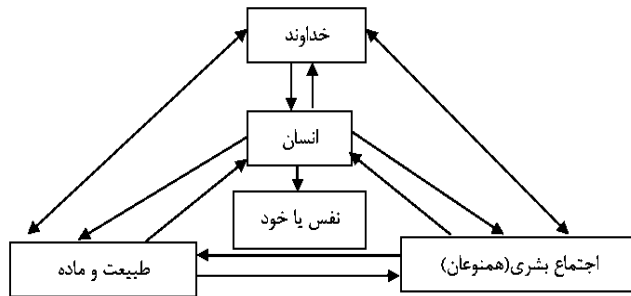 خداوند
انسان
نفس یا خود
طبیعت و ماده
اجتماع بشری(همنوعان)